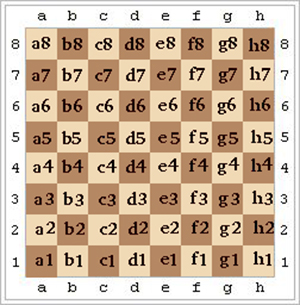 a b c d e f g h
8 a8 b8 c8 d8 e8 f8 g8 h8 8
7 a7 b7 c7 d7 e7 f7 g7 h7 7
6 a6 b6 c6 d6 e6 f6 g6 h6 6
5 a5 b5 c5 d5 e5 f5 g5 h5 5
4 a4 b4 c4 d4 e4 f4 g4 h4 4
3 a3 b3 c3 d3 e3 f3 g3 h3 3
2 a2 b2 c2 d2 e2 f2 g2 h2 2
1 a1 b1 c1 d1 e1 f1 g1 h1 1
a b c d e f g h